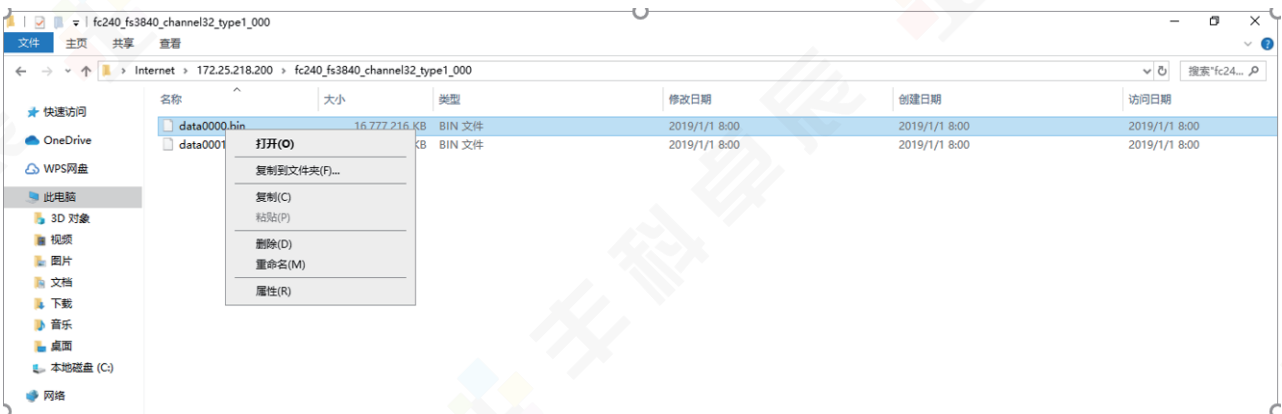 fc240_fs3840_channel32_type1_000
文件 主页 共享 查看
Internet › 172.25.218.200 › fc240_fs3840_channel32_type1_000 搜索"fc24...
名称 大小 类型 修改日期 创建日期 访问日期
快速访问
OneDrive
WPS网盘
此电脑
3D 对象
视频
图片
文档
下载
音乐
桌面
本地磁盘 (C:)
网络
data0000.bin 16,777,216 KB BIN 文件 2019/1/1 8:00 2019/1/1 8:00 2019/1/1 8:00
data0001 KB BIN 文件 2019/1/1 8:00 2019/1/1 8:00 2019/1/1 8:00
打开(O)
复制到文件夹(F)...
复制(C)
粘贴(P)
删除(D)
重命名(M)
属性(R)
丰科卓辰